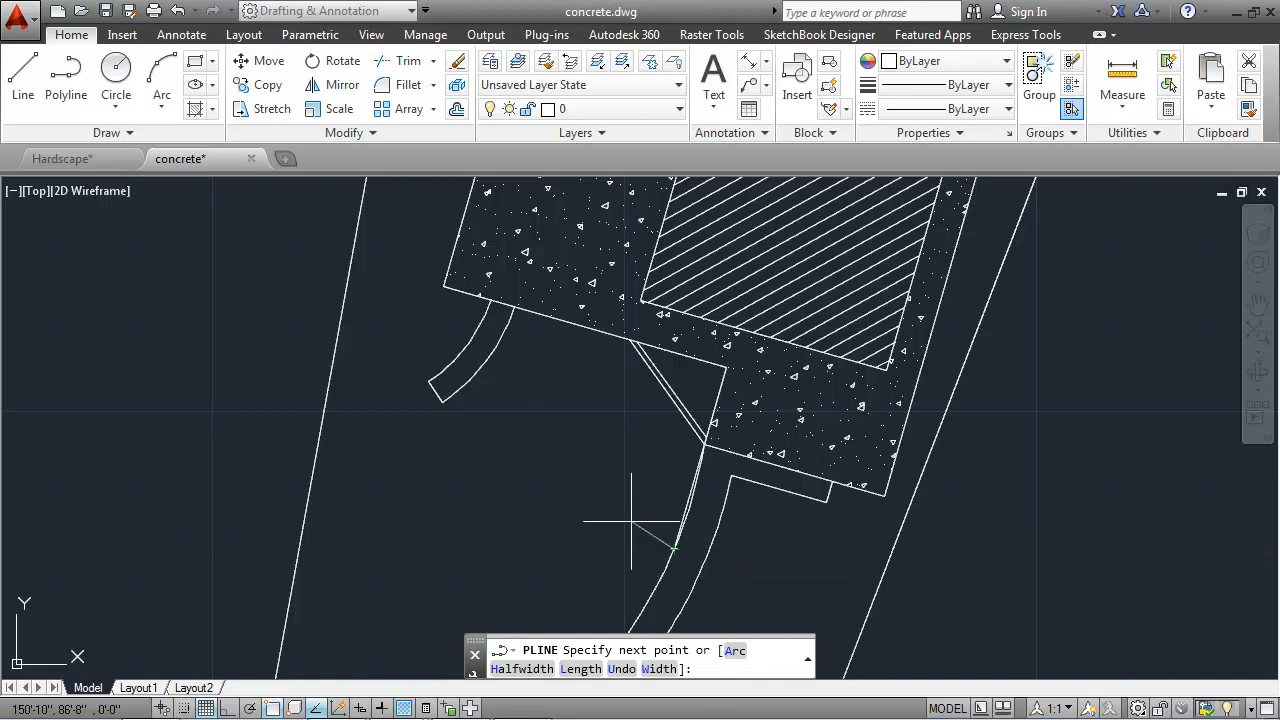 Drafting & Annotation
concrete.dwg
Type a keyword or phrase
Sign In
Home Insert Annotate Layout Parametric View Manage Output Plug-ins Autodesk 360 Raster Tools SketchBook Designer Featured Apps Express Tools
Line Polyline Circle Arc
Move Rotate Trim
Copy Mirror Fillet
Stretch Scale Array
Unsaved Layer State
0
Text
Insert
ByLayer
ByLayer
ByLayer
Group
Measure
Paste
Draw Modify Layers Annotation Block Properties Groups Utilities Clipboard
Hardscape* concrete*
[−][Top][2D Wireframe]
Y
X
PLINE Specify next point or [Arc
Halfwidth Length Undo Width]:
Model Layout1 Layout2
150'-10", 86'-8" , 0'-0"
MODEL
1:1